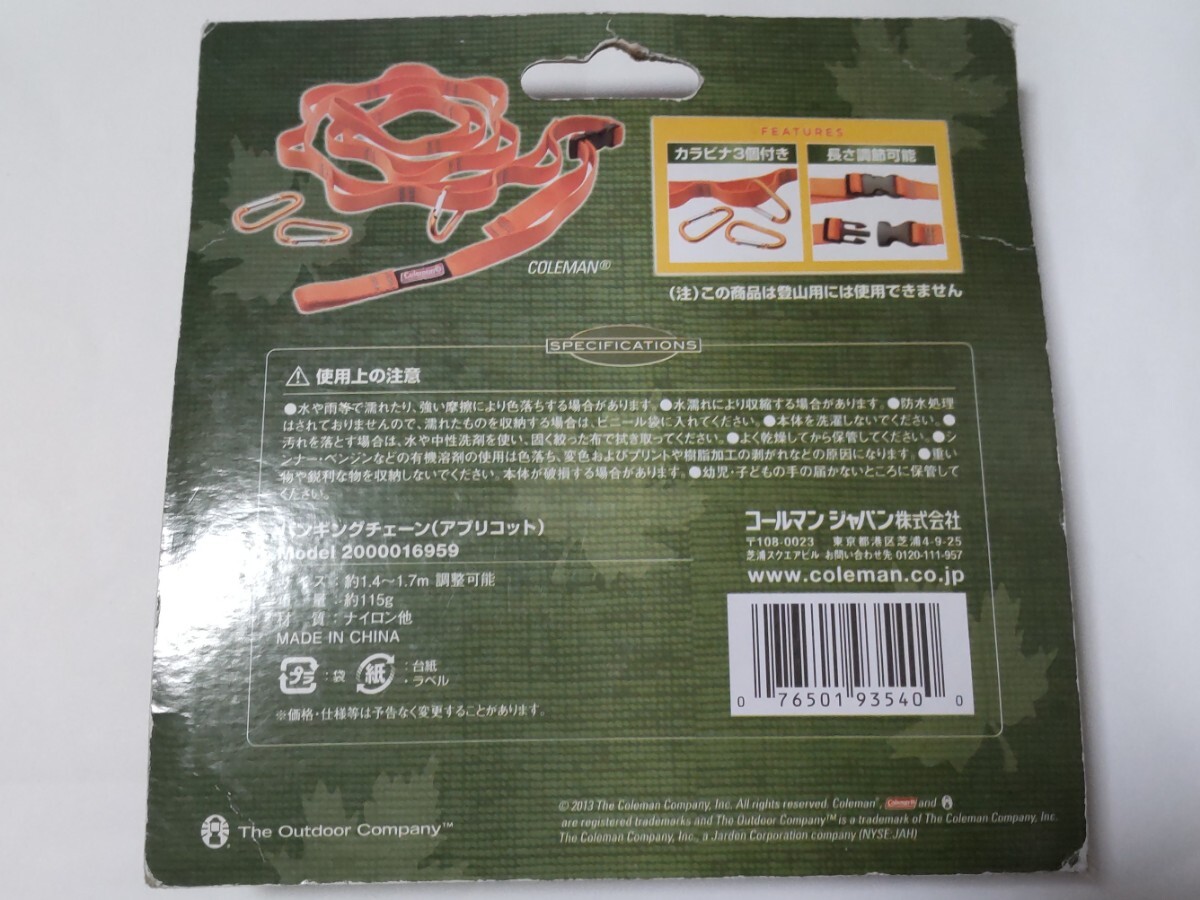 FEATURES
カラビナ3個付き
長さ調節可能
Coleman
COLEMAN®
(注)この商品は登山用には使用できません
SPECIFICATIONS
使用上の注意
●水や雨等で濡れたり、強い摩擦により色落ちする場合があります。●水濡れにより収縮する場合があります。●防水処理
はされておりませんので、濡れたものを収納する場合は、ビニール袋に入れてください。●本体を洗濯しないでください。●
汚れを落とす場合は、水や中性洗剤を使い、固く絞った布で拭き取ってください。●よく乾燥してから保管してください。●シ
ンナー・ベンジンなどの有機溶剤の使用は色落ち、変色およびプリントや樹脂加工の剥がれなどの原因になります。●重い
物や鋭利な物を収納しないでください。本体が破損する場合があります。●幼児・子どもの手の届かないところに保管して
ください。
ハンギングチェーン(アプリコット)
Model 2000016959
サイズ：約1.4～1.7m 調整可能
重　量：約115g
材　質：ナイロン他
MADE IN CHINA
プラ
：袋
紙
：台紙
・ラベル
※価格・仕様等は予告なく変更することがあります。
コールマン ジャパン株式会社
〒108-0023　東京都港区芝浦4-9-25
芝浦スクエアビル お問い合わせ先 0120-111-957
www.coleman.co.jp
0 76501 93540 0
The Outdoor Company™
© 2013 The Coleman Company, Inc. All rights reserved. Coleman®, Coleman® and
are registered trademarks and The Outdoor Company™ is a trademark of The Coleman Company, Inc.
The Coleman Company, Inc., a Jarden Corporation company (NYSE:JAH)